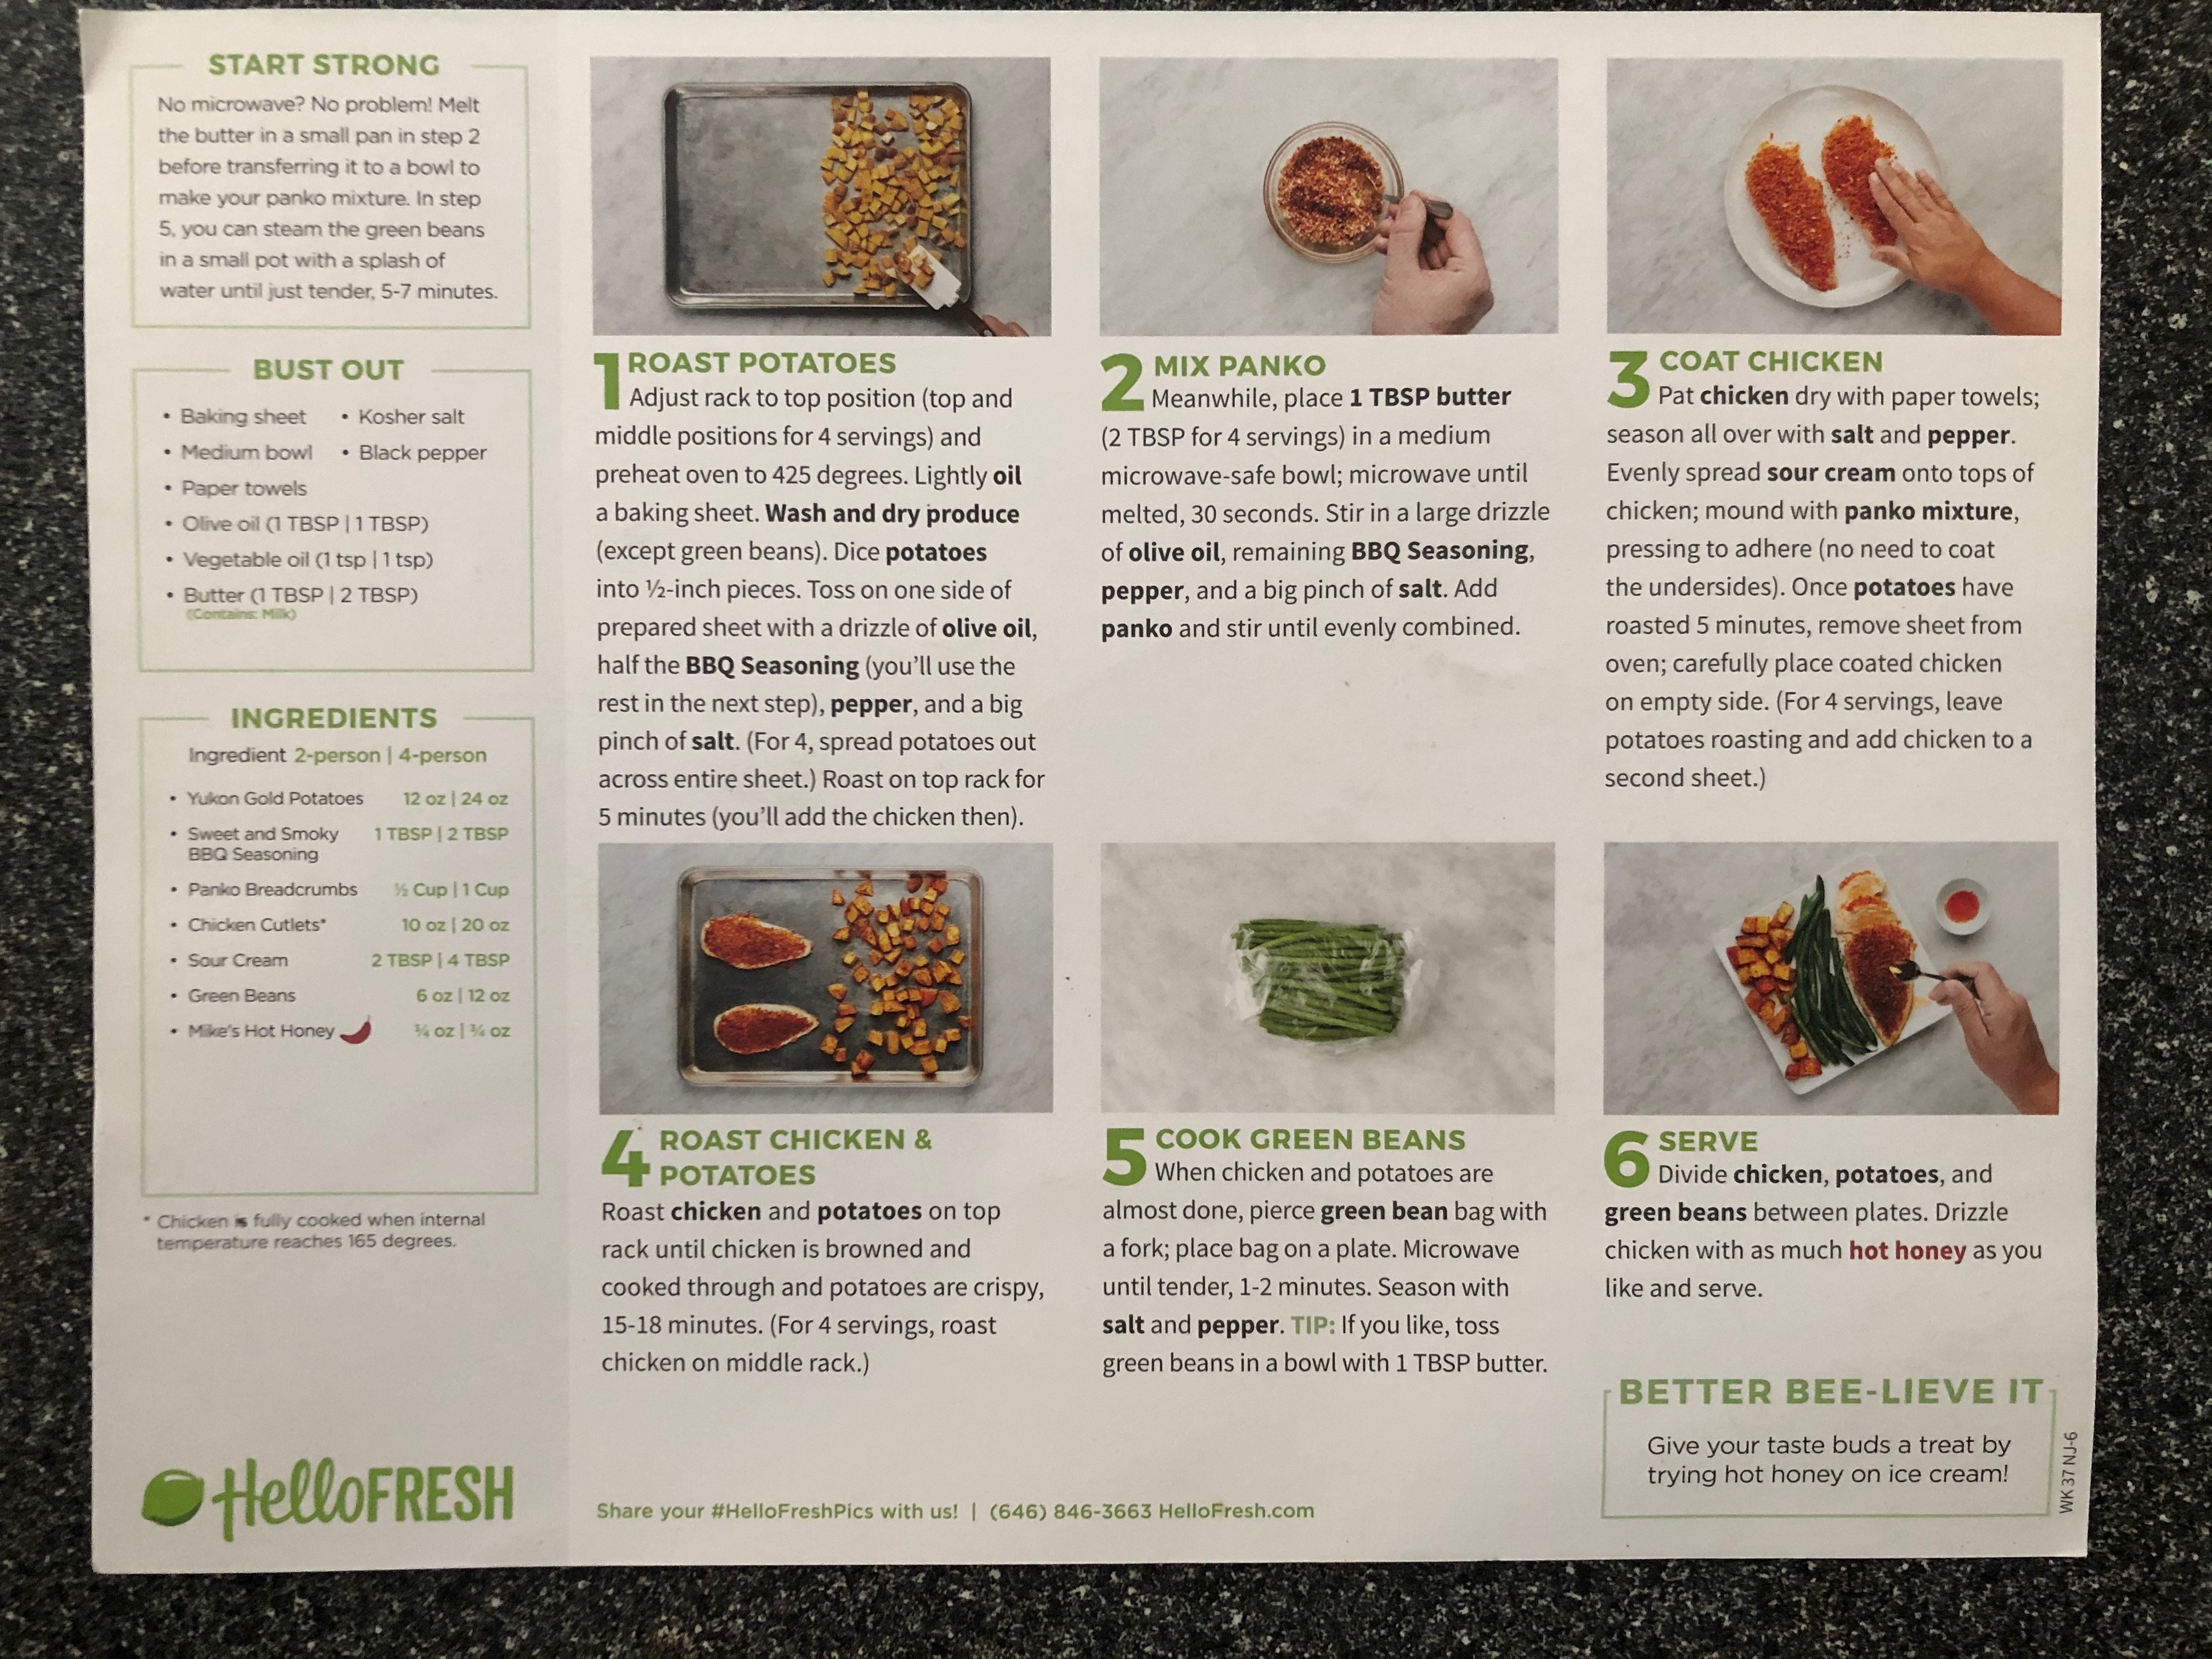 START STRONG
No microwave? No problem! Melt
the butter in a small pan in step 2
before transferring it to a bowl to
make your panko mixture. In step
5, you can steam the green beans
in a small pot with a splash of
water until just tender, 5-7 minutes.
BUST OUT
• Baking sheet • Kosher salt
• Medium bowl • Black pepper
• Paper towels
• Olive oil (1 TBSP | 1 TBSP)
• Vegetable oil (1 tsp | 1 tsp)
• Butter (1 TBSP | 2 TBSP)
(Contains: Milk)
INGREDIENTS
Ingredient 2-person | 4-person
• Yukon Gold Potatoes 12 oz | 24 oz
• Sweet and Smoky 1 TBSP | 2 TBSP
BBQ Seasoning
• Panko Breadcrumbs ½ Cup | 1 Cup
• Chicken Cutlets* 10 oz | 20 oz
• Sour Cream 2 TBSP | 4 TBSP
• Green Beans 6 oz | 12 oz
• Mike's Hot Honey ¾ oz | ¾ oz
* Chicken is fully cooked when internal
temperature reaches 165 degrees.
HelloFRESH
1 ROAST POTATOES
Adjust rack to top position (top and
middle positions for 4 servings) and
preheat oven to 425 degrees. Lightly oil
a baking sheet. Wash and dry produce
(except green beans). Dice potatoes
into ½-inch pieces. Toss on one side of
prepared sheet with a drizzle of olive oil,
half the BBQ Seasoning (you'll use the
rest in the next step), pepper, and a big
pinch of salt. (For 4, spread potatoes out
across entire sheet.) Roast on top rack for
5 minutes (you'll add the chicken then).
2 MIX PANKO
Meanwhile, place 1 TBSP butter
(2 TBSP for 4 servings) in a medium
microwave-safe bowl; microwave until
melted, 30 seconds. Stir in a large drizzle
of olive oil, remaining BBQ Seasoning,
pepper, and a big pinch of salt. Add
panko and stir until evenly combined.
3 COAT CHICKEN
Pat chicken dry with paper towels;
season all over with salt and pepper.
Evenly spread sour cream onto tops of
chicken; mound with panko mixture,
pressing to adhere (no need to coat
the undersides). Once potatoes have
roasted 5 minutes, remove sheet from
oven; carefully place coated chicken
on empty side. (For 4 servings, leave
potatoes roasting and add chicken to a
second sheet.)
4 ROAST CHICKEN &
POTATOES
Roast chicken and potatoes on top
rack until chicken is browned and
cooked through and potatoes are crispy,
15-18 minutes. (For 4 servings, roast
chicken on middle rack.)
5 COOK GREEN BEANS
When chicken and potatoes are
almost done, pierce green bean bag with
a fork; place bag on a plate. Microwave
until tender, 1-2 minutes. Season with
salt and pepper. TIP: If you like, toss
green beans in a bowl with 1 TBSP butter.
6 SERVE
Divide chicken, potatoes, and
green beans between plates. Drizzle
chicken with as much hot honey as you
like and serve.
BETTER BEE-LIEVE IT
Give your taste buds a treat by
trying hot honey on ice cream!
WK 37 NJ-6
Share your #HelloFreshPics with us! | (646) 846-3663 HelloFresh.com